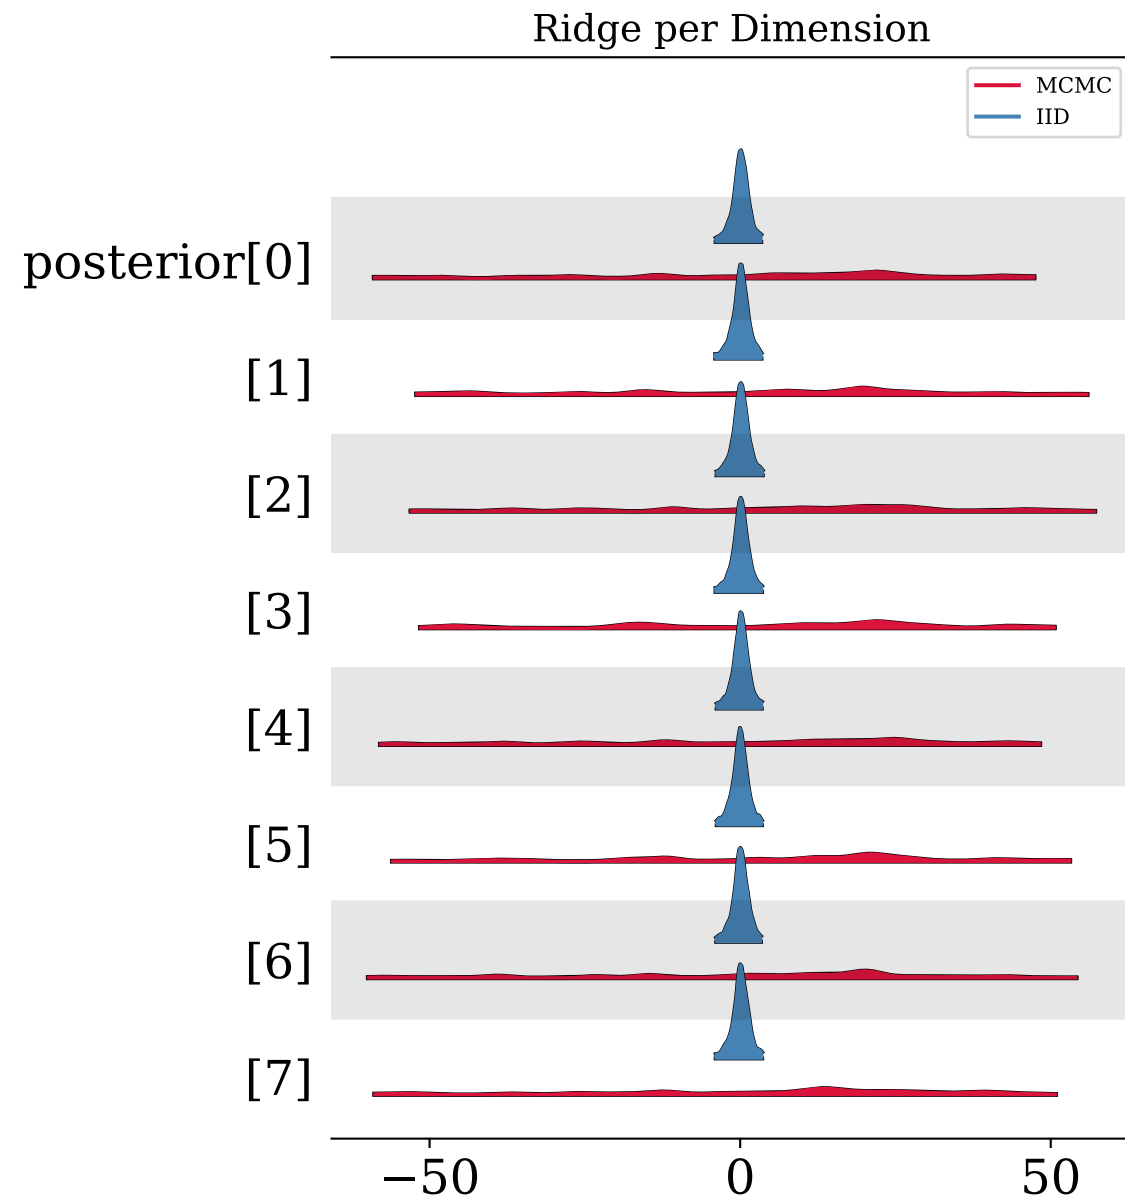 Ridge per Dimension
MCMC
IID
posterior[0]
[1]
[2]
[3]
[4]
[5]
[6]
[7]
−50 0 50